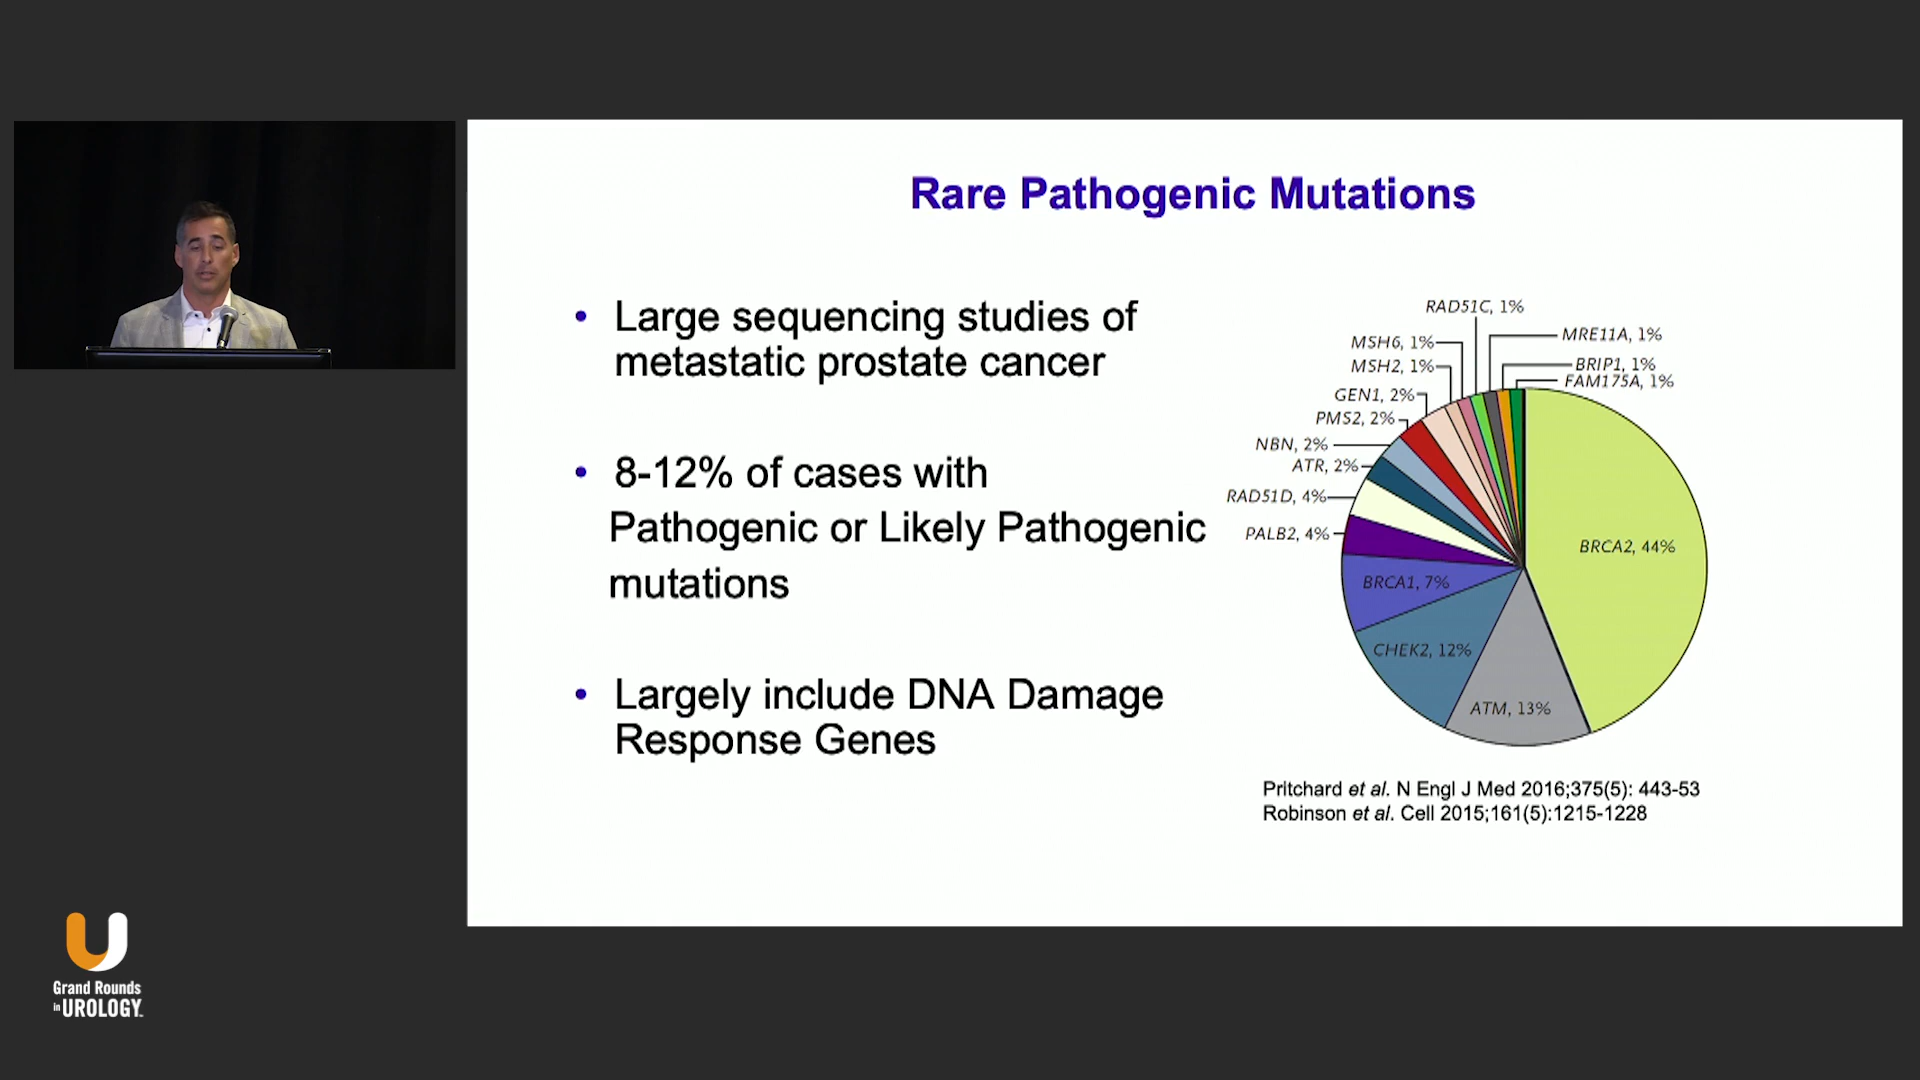 Rare Pathogenic Mutations
• Large sequencing studies of
metastatic prostate cancer
• 8-12% of cases with
Pathogenic or Likely Pathogenic
mutations
• Largely include DNA Damage
Response Genes
RAD51C, 1%
MRE11A, 1%
MSH6, 1%
BRIP1, 1%
MSH2, 1%
FAM175A, 1%
GEN1, 2%
PMS2, 2%
NBN, 2%
ATR, 2%
RAD51D, 4%
PALB2, 4%
BRCA2, 44%
BRCA1, 7%
CHEK2, 12%
ATM, 13%
Pritchard et al. N Engl J Med 2016;375(5): 443-53
Robinson et al. Cell 2015;161(5):1215-1228
Grand Rounds
in UROLOGY